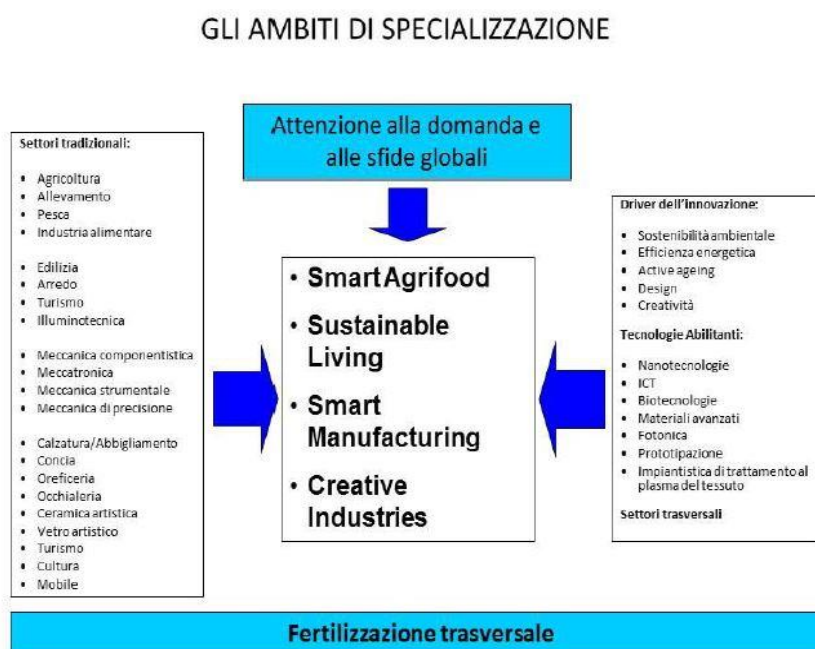 GLI AMBITI DI SPECIALIZZAZIONE
Attenzione alla domanda e
alle sfide globali
Settori tradizionali:
• Agricoltura
• Allevamento
• Pesca
• Industria alimentare
• Edilizia
• Arredo
• Turismo
• Illuminotecnica
• Meccanica componentistica
• Meccatronica
• Meccanica strumentale
• Meccanica di precisione
• Calzatura/Abbigliamento
• Concia
• Oreficeria
• Occhialeria
• Ceramica artistica
• Vetro artistico
• Turismo
• Cultura
• Mobile
• Smart Agrifood
• Sustainable
Living
• Smart
Manufacturing
• Creative
Industries
Driver dell'innovazione:
• Sostenibilità ambientale
• Efficienza energetica
• Active ageing
• Design
• Creatività
Tecnologie Abilitanti:
• Nanotecnologie
• ICT
• Biotecnologie
• Materiali avanzati
• Fotonica
• Prototipazione
• Impiantistica di trattamento al
plasma del tessuto
Settori trasversali
Fertilizzazione trasversale